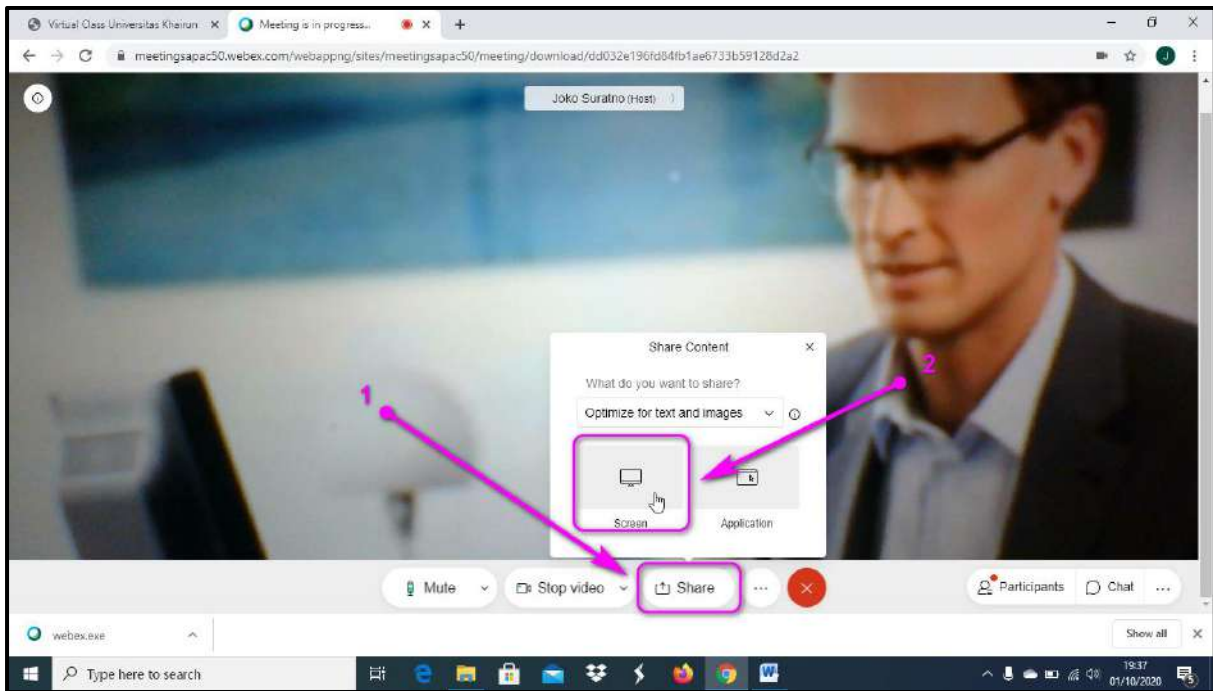 Virtual Class Universitas Khairun
Meeting is in progress...
meetingsapac50.webex.com/webappng/sites/meetingsapac50/meeting/download/dd032e196fd84fb1ae6733b59128d2a2
J
Joko Suratno (Host)
Share Content
What do you want to share?
Optimize for text and images
1
2
Screen
Application
Mute
Stop video
Share
Participants
Chat
webex.exe
Show all
Type here to search
19:37
01/10/2020